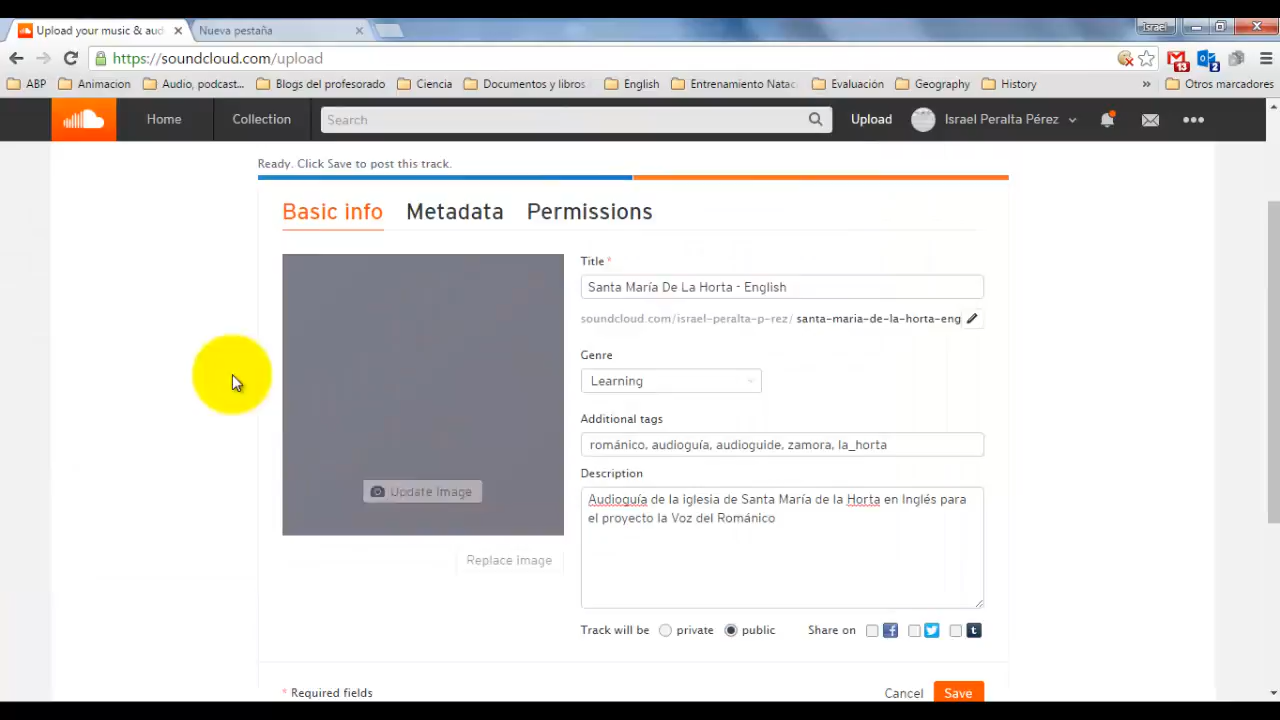 Upload your music & aud
Nueva pestaña
Israel
https://soundcloud.com/upload
13
2
ABP
Animacion
Audio, podcast...
Blogs del profesorado
Ciencia
Documentos y libros
English
Entrenamiento Natac
Evaluación
Geography
History
»
Otros marcadores
Home
Collection
Search
Upload
Israel Peralta Pérez
Ready. Click Save to post this track.
Basic info
Metadata
Permissions
Title *
Santa María De La Horta - English
soundcloud.com/israel-peralta-p-rez/ santa-maria-de-la-horta-eng
Genre
Learning
Additional tags
románico, audioguía, audioguide, zamora, la_horta
Description
Audioguía de la iglesia de Santa María de la Horta en Inglés para
el proyecto la Voz del Románico
Update Image
Replace Image
Track will be
private
public
Share on
* Required fields
Cancel
Save